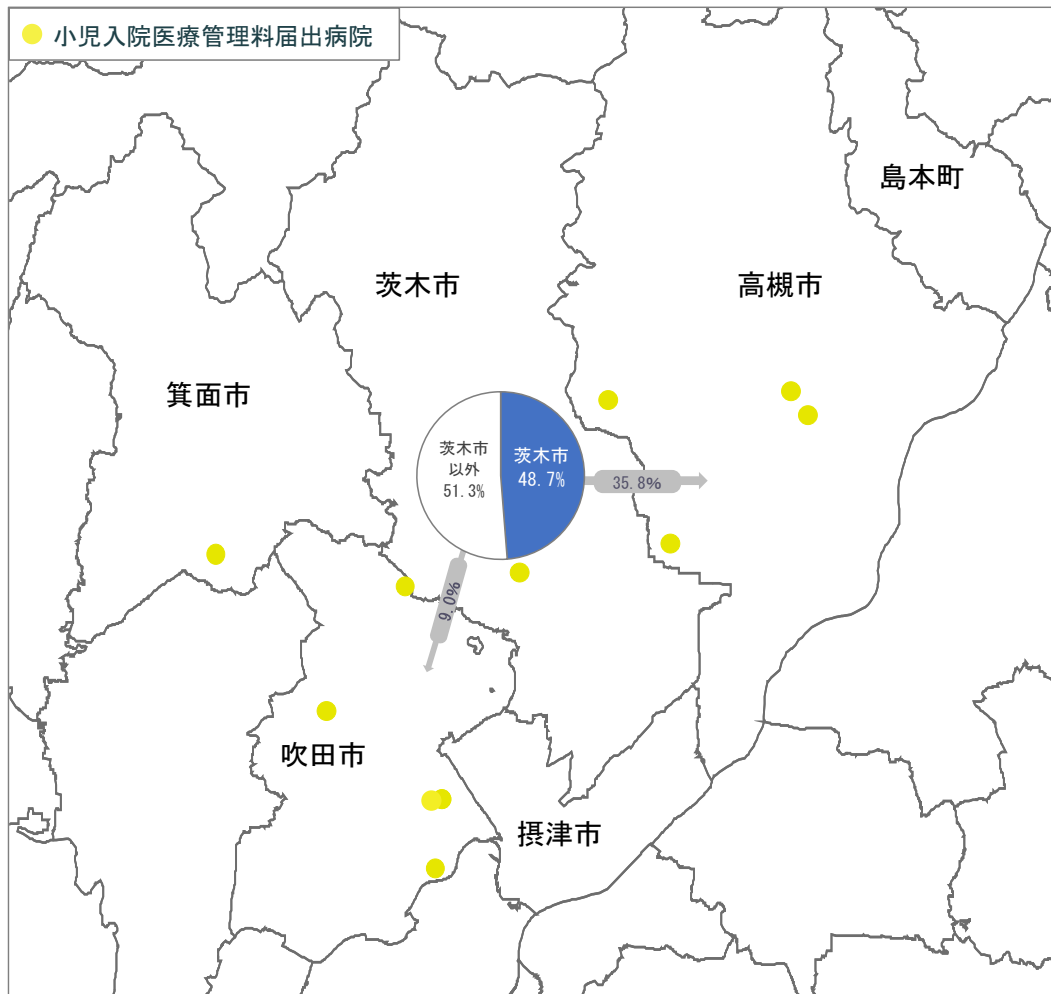 小児入院医療管理料届出病院
島本町
茨木市
高槻市
箕面市
茨木市
以外
51.3%
茨木市
48.7%
35.8%
9.0%
吹田市
摂津市